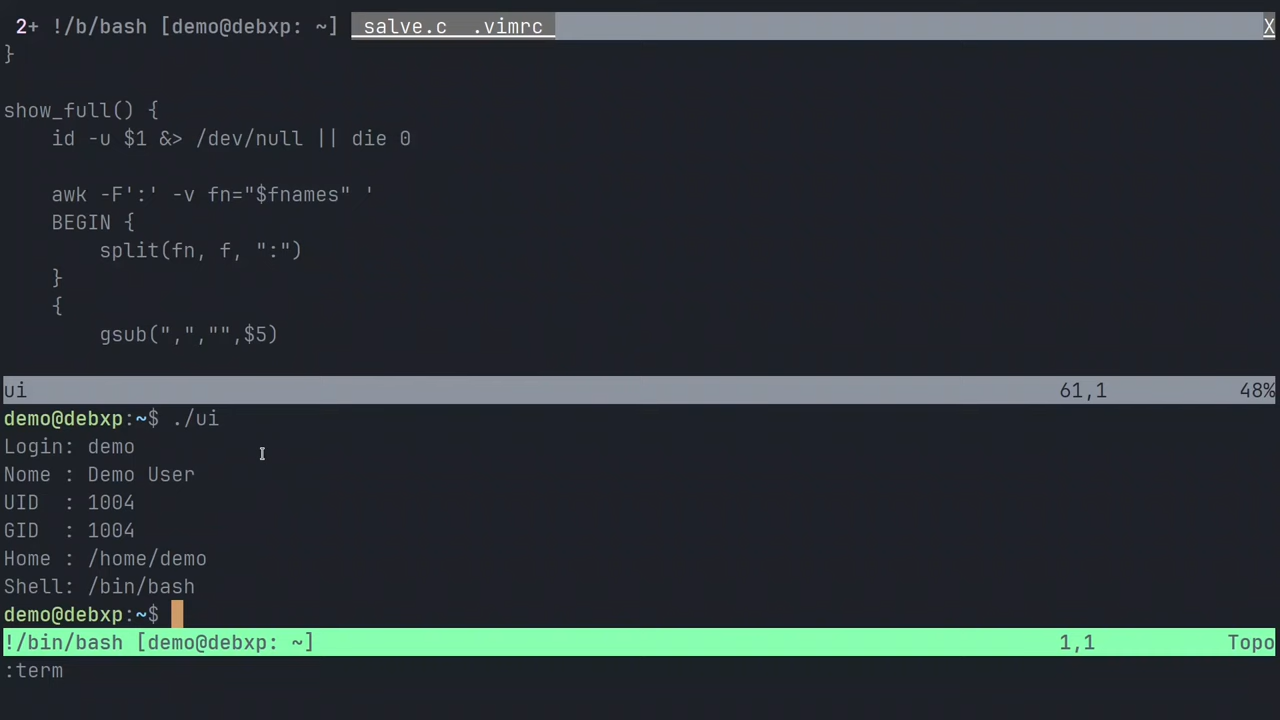 2+ !/b/bash [demo@debxp: ~] salve.c .vimrc X
}
show_full() {
    id -u $1 &> /dev/null || die 0
    awk -F':' -v fn="$fnames" '
    BEGIN {
        split(fn, f, ":")
    }
    {
        gsub(",","",$5)
ui 61,1 48%
demo@debxp:~$ ./ui
Login: demo
Nome : Demo User
UID  : 1004
GID  : 1004
Home : /home/demo
Shell: /bin/bash
demo@debxp:~$
!/bin/bash [demo@debxp: ~] 1,1 Topo
:term